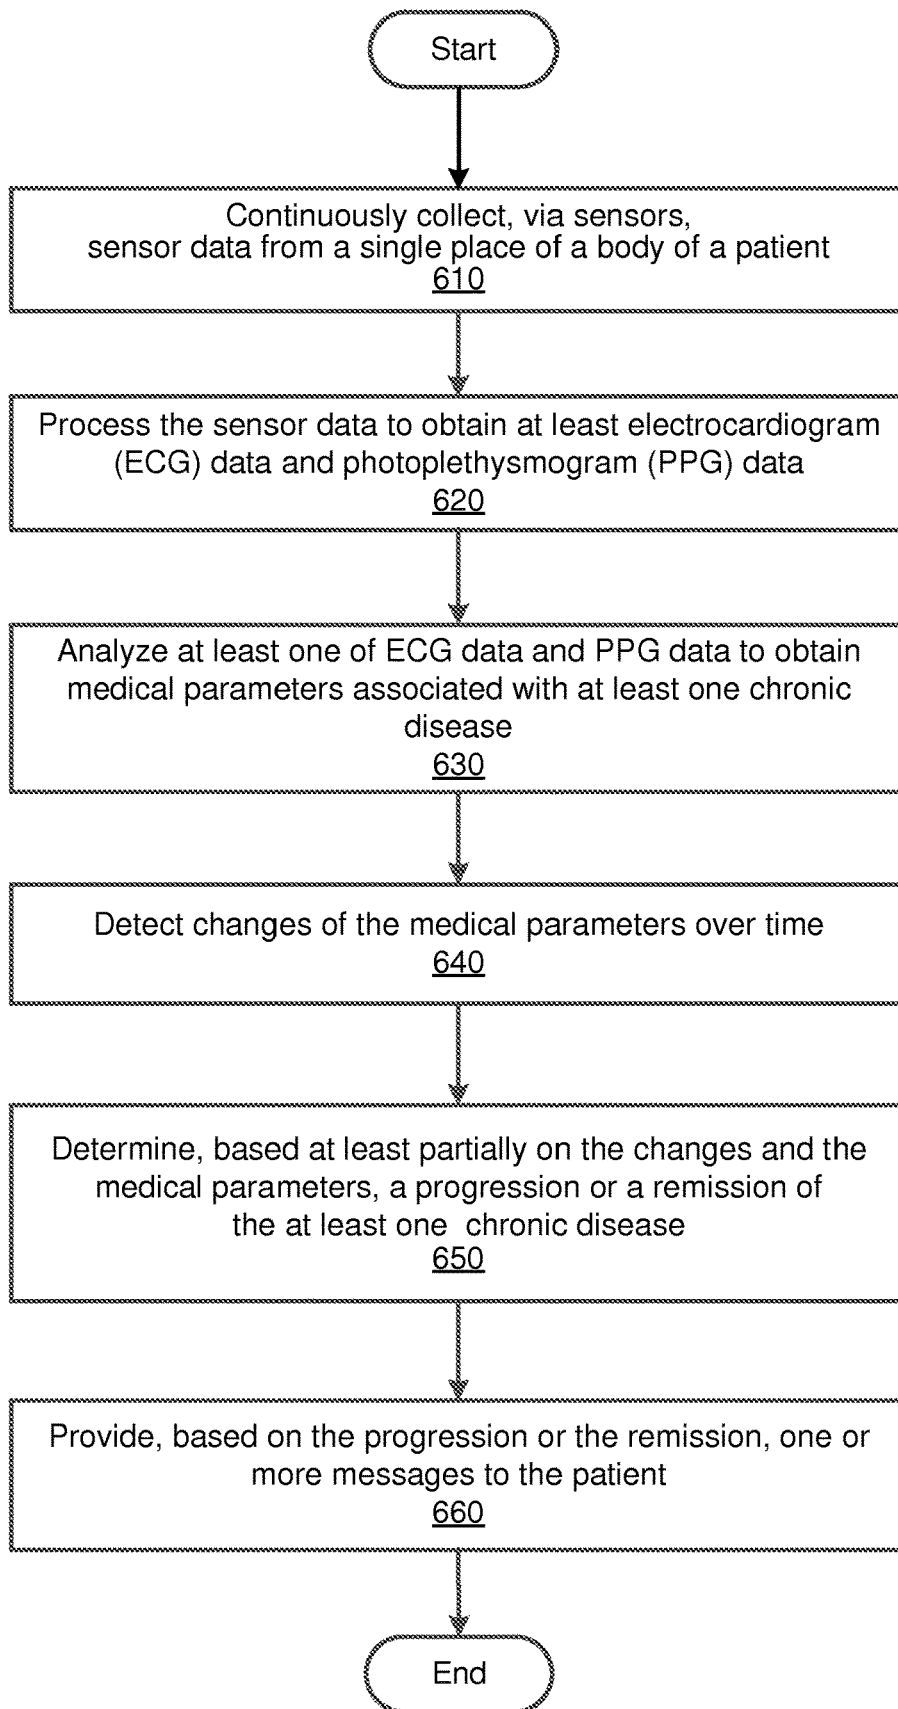 Start
Continuously collect, via sensors,
sensor data from a single place of a body of a patient
610
Process the sensor data to obtain at least electrocardiogram
(ECG) data and photoplethysmogram (PPG) data
620
Analyze at least one of ECG data and PPG data to obtain
medical parameters associated with at least one chronic
disease
630
Detect changes of the medical parameters over time
640
Determine, based at least partially on the changes and the
medical parameters, a progression or a remission of
the at least one  chronic disease
650
Provide, based on the progression or the remission, one or
more messages to the patient
660
End